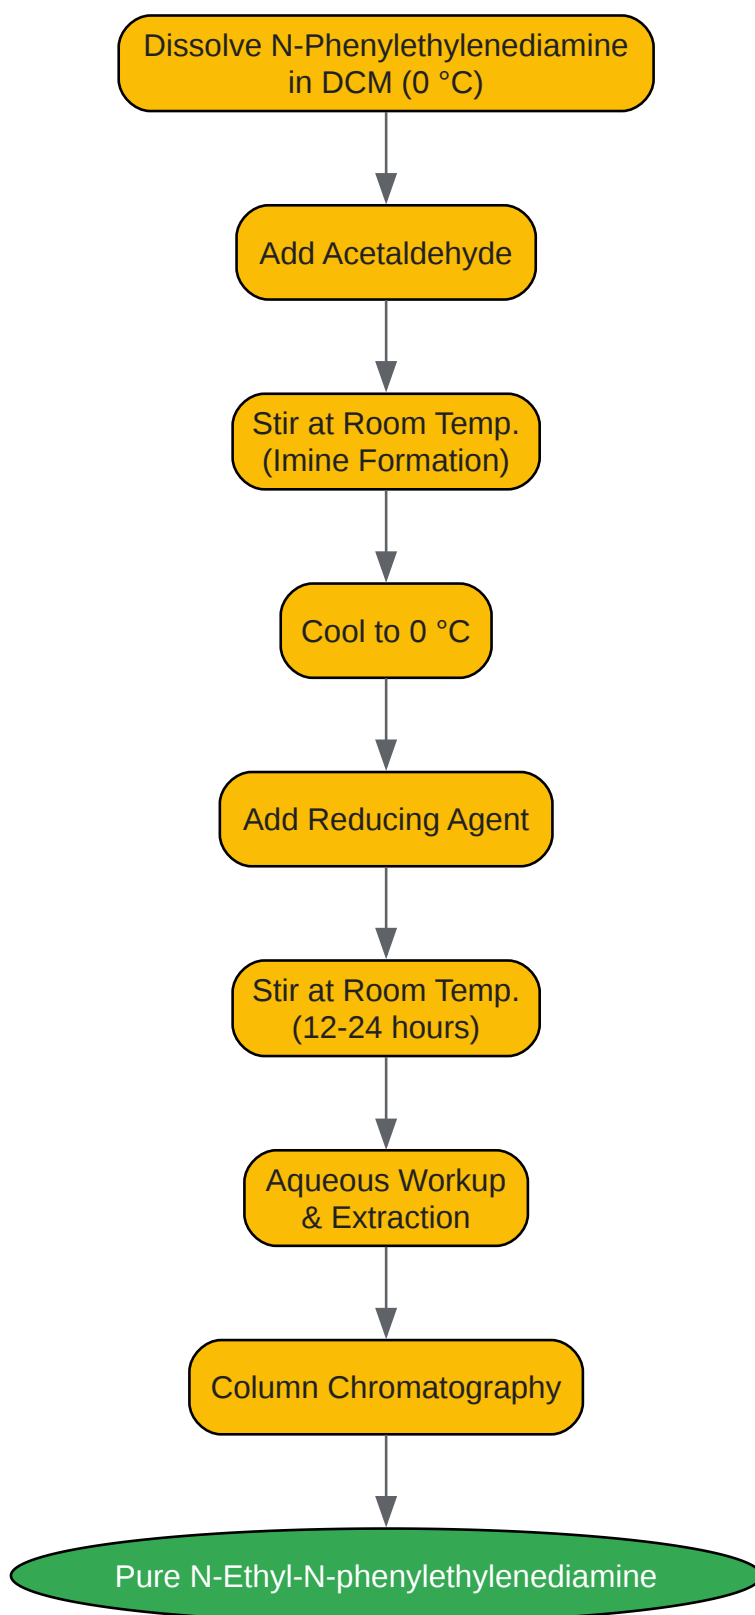 Dissolve N-Phenylethylenediamine
in DCM (0 °C)
Add Acetaldehyde
Stir at Room Temp.
(Imine Formation)
Cool to 0 °C
Add Reducing Agent
Stir at Room Temp.
(12-24 hours)
Aqueous Workup
& Extraction
Column Chromatography
Pure N-Ethyl-N-phenylethylenediamine